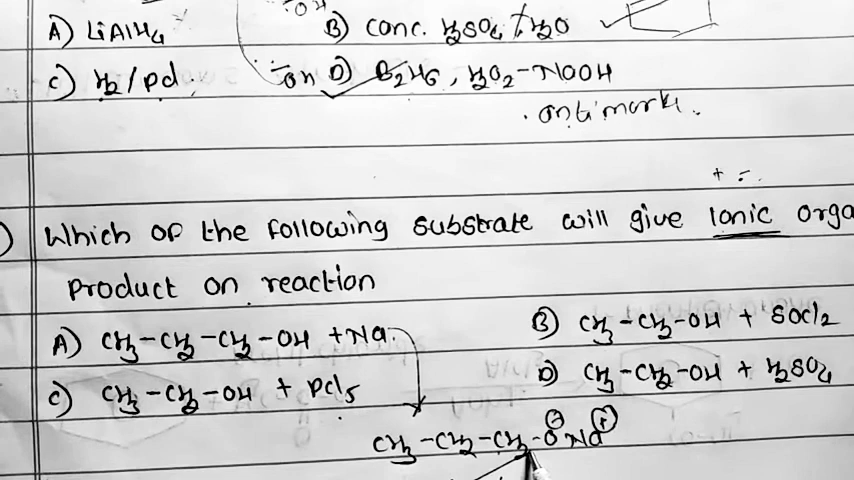 A) LiAlH4 B) conc. H2SO4 / H2O
C) H2/Pd D) B2H6, H2O2-NaOH
. anti mark.
+ -
Which of the following substrate will give Ionic orga
Product on reaction
A) CH3-CH2-CH2-OH +Na B) CH3-CH2-OH + SOCl2
C) CH3-CH2-OH + PCl5 D) CH3-CH2-OH + H2SO4
CH3-CH2-CH2-O⊖ Na⊕